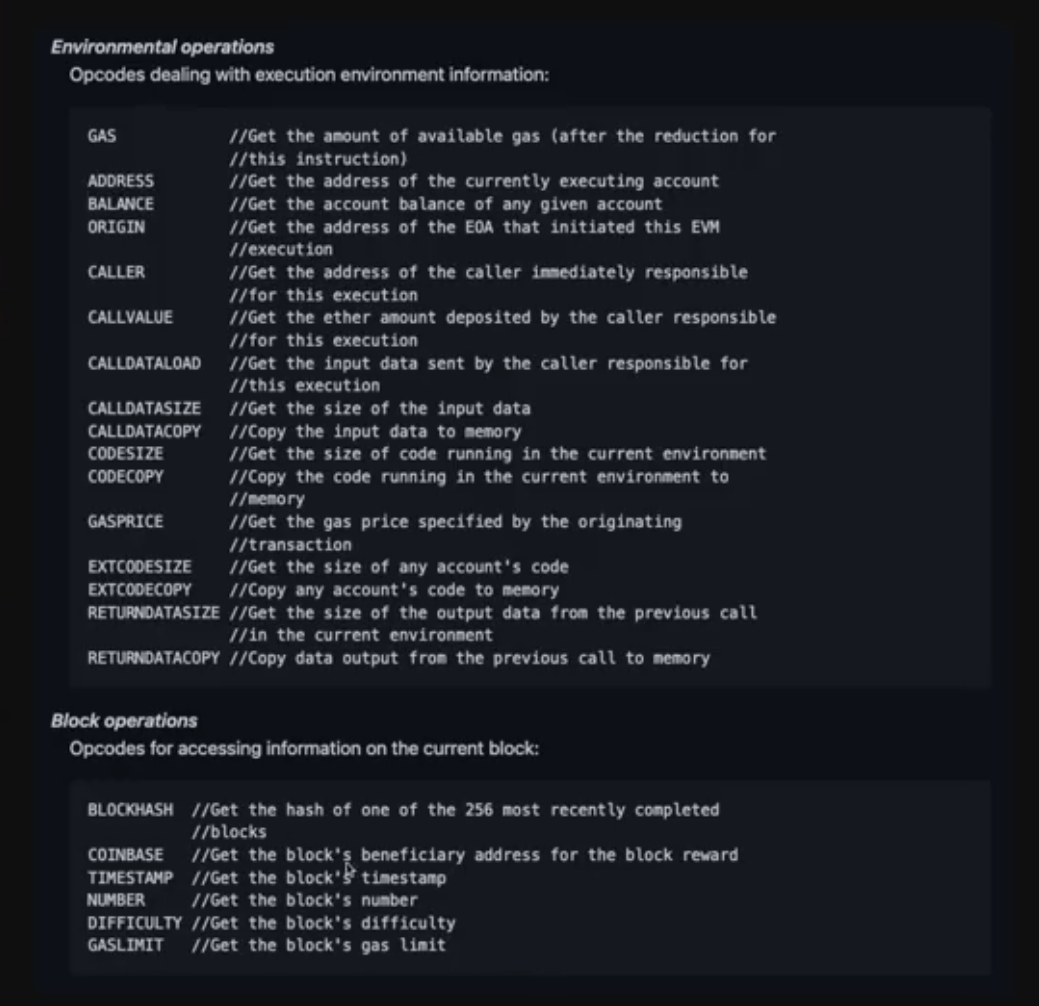 Environmental operations
Opcodes dealing with execution environment information:
GAS //Get the amount of available gas (after the reduction for
//this instruction)
ADDRESS //Get the address of the currently executing account
BALANCE //Get the account balance of any given account
ORIGIN //Get the address of the EOA that initiated this EVM
//execution
CALLER //Get the address of the caller immediately responsible
//for this execution
CALLVALUE //Get the ether amount deposited by the caller responsible
//for this execution
CALLDATALOAD //Get the input data sent by the caller responsible for
//this execution
CALLDATASIZE //Get the size of the input data
CALLDATACOPY //Copy the input data to memory
CODESIZE //Get the size of code running in the current environment
CODECOPY //Copy the code running in the current environment to
//memory
GASPRICE //Get the gas price specified by the originating
//transaction
EXTCODESIZE //Get the size of any account's code
EXTCODECOPY //Copy any account's code to memory
RETURNDATASIZE //Get the size of the output data from the previous call
//in the current environment
RETURNDATACOPY //Copy data output from the previous call to memory
Block operations
Opcodes for accessing information on the current block:
BLOCKHASH //Get the hash of one of the 256 most recently completed
//blocks
COINBASE //Get the block's beneficiary address for the block reward
TIMESTAMP //Get the block's timestamp
NUMBER //Get the block's number
DIFFICULTY //Get the block's difficulty
GASLIMIT //Get the block's gas limit